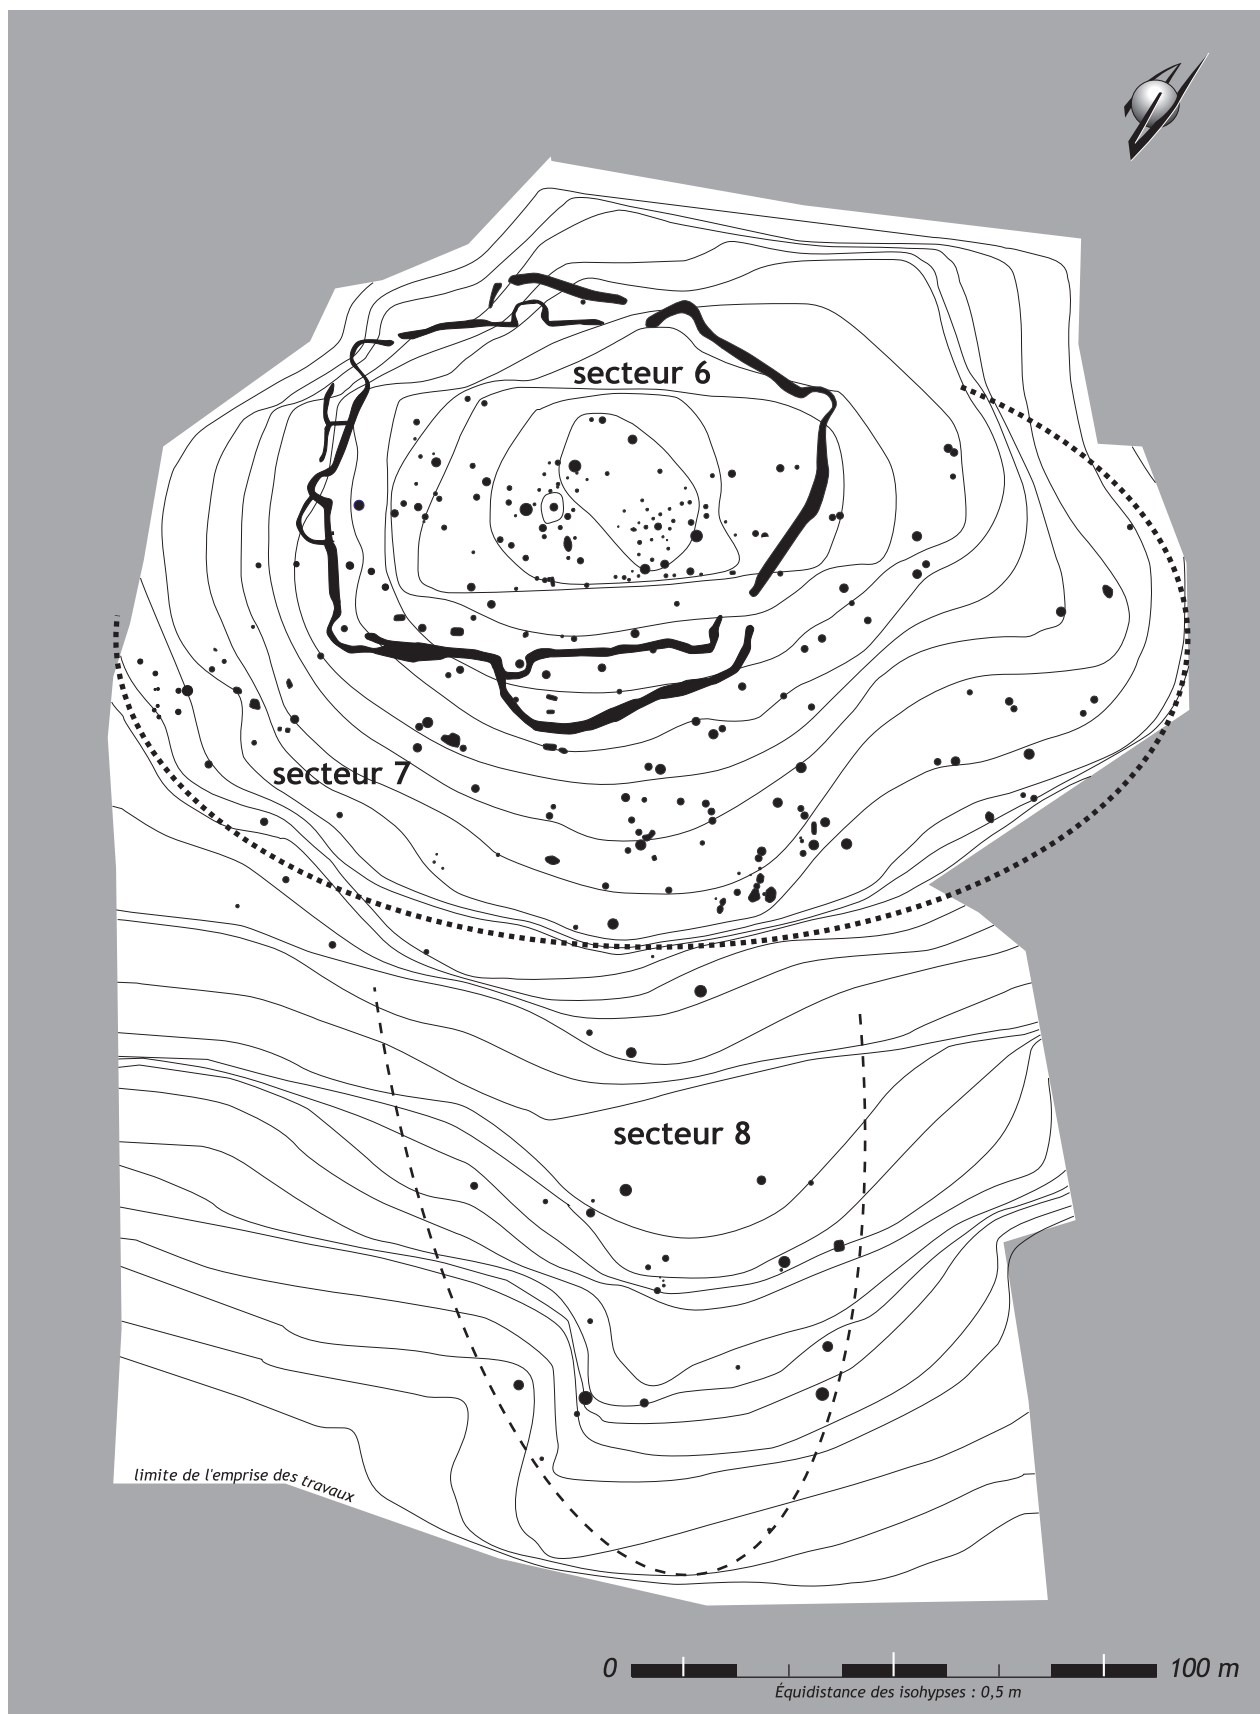 secteur 6
secteur 7
secteur 8
limite de l'emprise des travaux
0 100 m
Équidistance des isohypses : 0,5 m